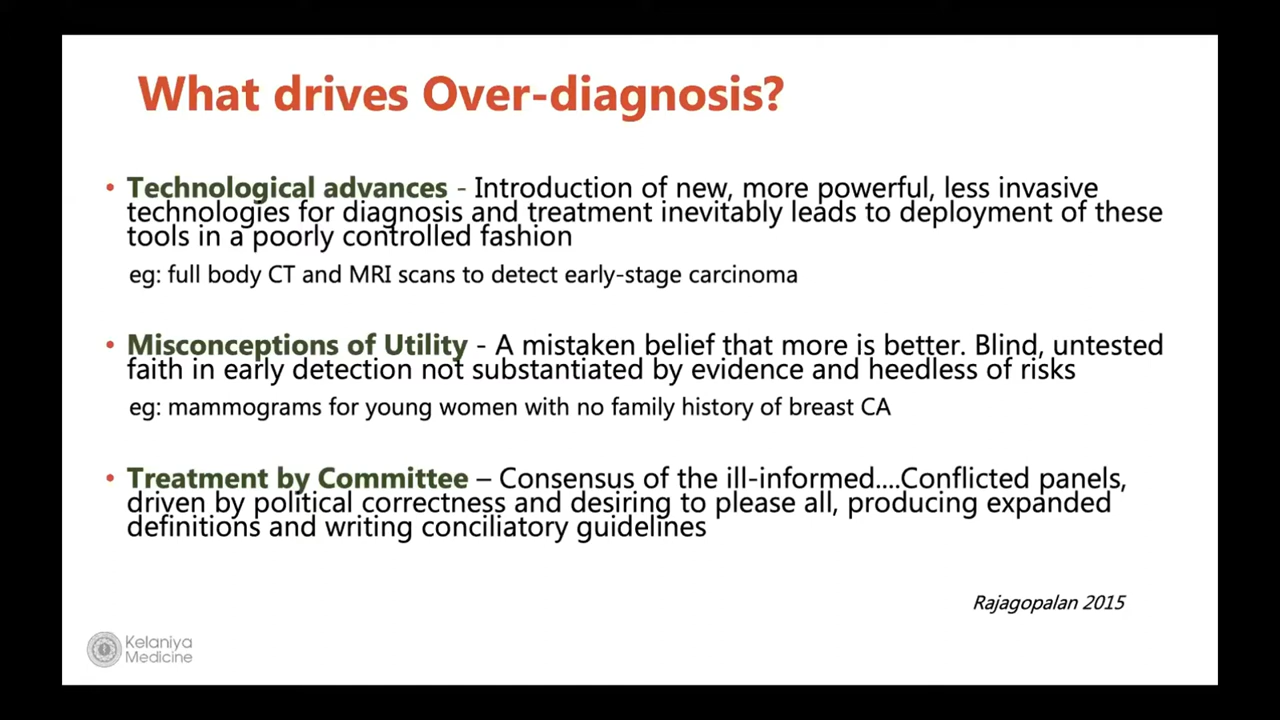 What drives Over-diagnosis?
• Technological advances - Introduction of new, more powerful, less invasive
technologies for diagnosis and treatment inevitably leads to deployment of these
tools in a poorly controlled fashion
eg: full body CT and MRI scans to detect early-stage carcinoma
• Misconceptions of Utility - A mistaken belief that more is better. Blind, untested
faith in early detection not substantiated by evidence and heedless of risks
eg: mammograms for young women with no family history of breast CA
• Treatment by Committee – Consensus of the ill-informed....Conflicted panels,
driven by political correctness and desiring to please all, producing expanded
definitions and writing conciliatory guidelines
Rajagopalan 2015
Kelaniya
Medicine